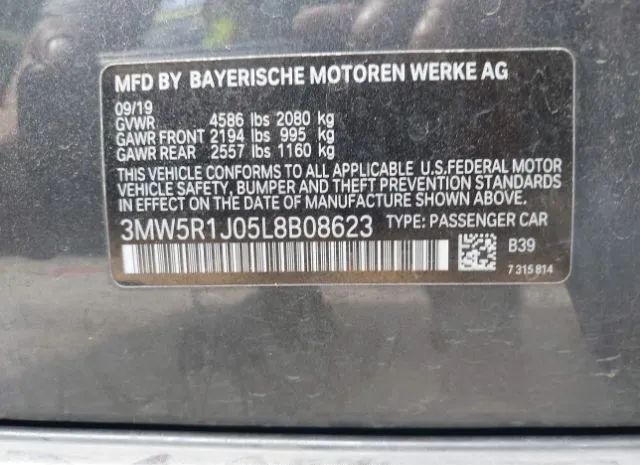 MFD BY BAYERISCHE MOTOREN WERKE AG
09/19
GVWR 4586 lbs 2080 kg
GAWR FRONT 2194 lbs 995 kg
GAWR REAR 2557 lbs 1160 kg
THIS VEHICLE CONFORMS TO ALL APPLICABLE U.S.FEDERAL MOTOR
VEHICLE SAFETY, BUMPER AND THEFT PREVENTION STANDARDS
IN EFFECT ON THE DATE OF MANUFACTURE SHOWN ABOVE.
3MW5R1J05L8B08623 TYPE: PASSENGER CAR
B39
7 315 814